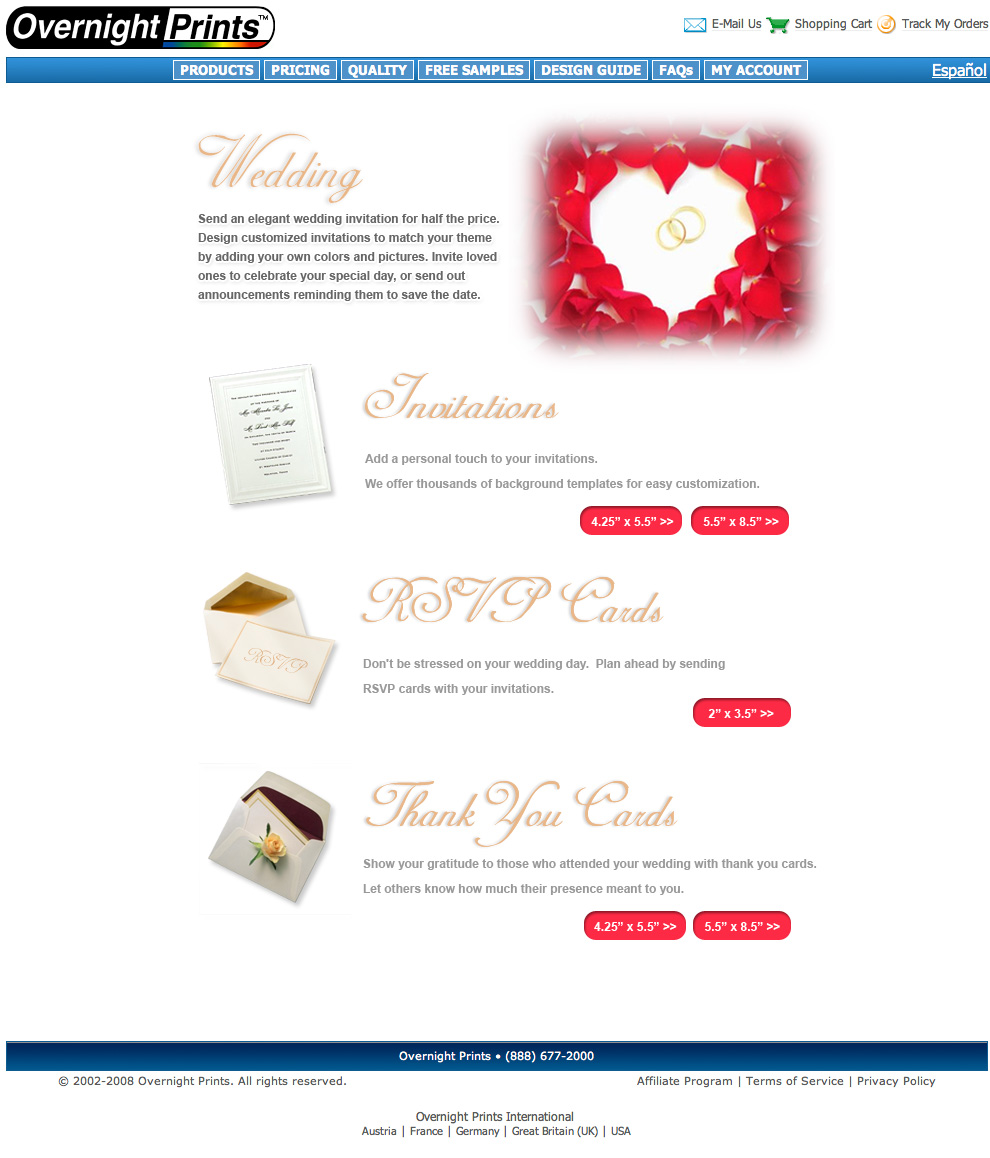 Overnight Prints™
E-Mail Us Shopping Cart Track My Orders
PRODUCTS PRICING QUALITY FREE SAMPLES DESIGN GUIDE FAQs MY ACCOUNT Español
Wedding
Send an elegant wedding invitation for half the price.
Design customized invitations to match your theme
by adding your own colors and pictures. Invite loved
ones to celebrate your special day, or send out
announcements reminding them to save the date.
Invitations
Add a personal touch to your invitations.
We offer thousands of background templates for easy customization.
4.25” x 5.5” >> 5.5” x 8.5” >>
RSVP
RSVP Cards
Don't be stressed on your wedding day. Plan ahead by sending
RSVP cards with your invitations.
2” x 3.5” >>
Thank You Cards
Show your gratitude to those who attended your wedding with thank you cards.
Let others know how much their presence meant to you.
4.25” x 5.5” >> 5.5” x 8.5” >>
Overnight Prints • (888) 677-2000
© 2002-2008 Overnight Prints. All rights reserved. Affiliate Program | Terms of Service | Privacy Policy
Overnight Prints International
Austria | France | Germany | Great Britain (UK) | USA